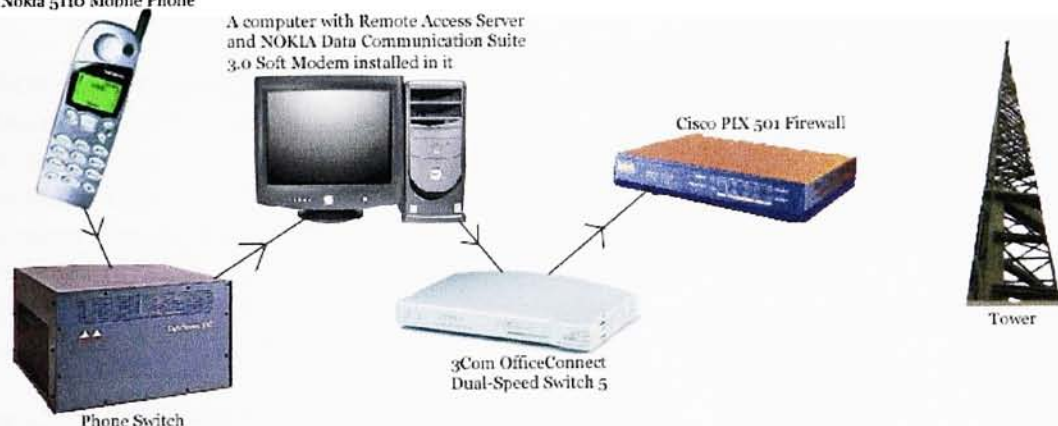 Nokia 5110 Mobile Phone
A computer with Remote Access Server
and NOKIA Data Communication Suite
3.0 Soft Modem installed in it
Cisco PIX 501 Firewall
Tower
3Com OfficeConnect
Dual-Speed Switch 5
Phone Switch